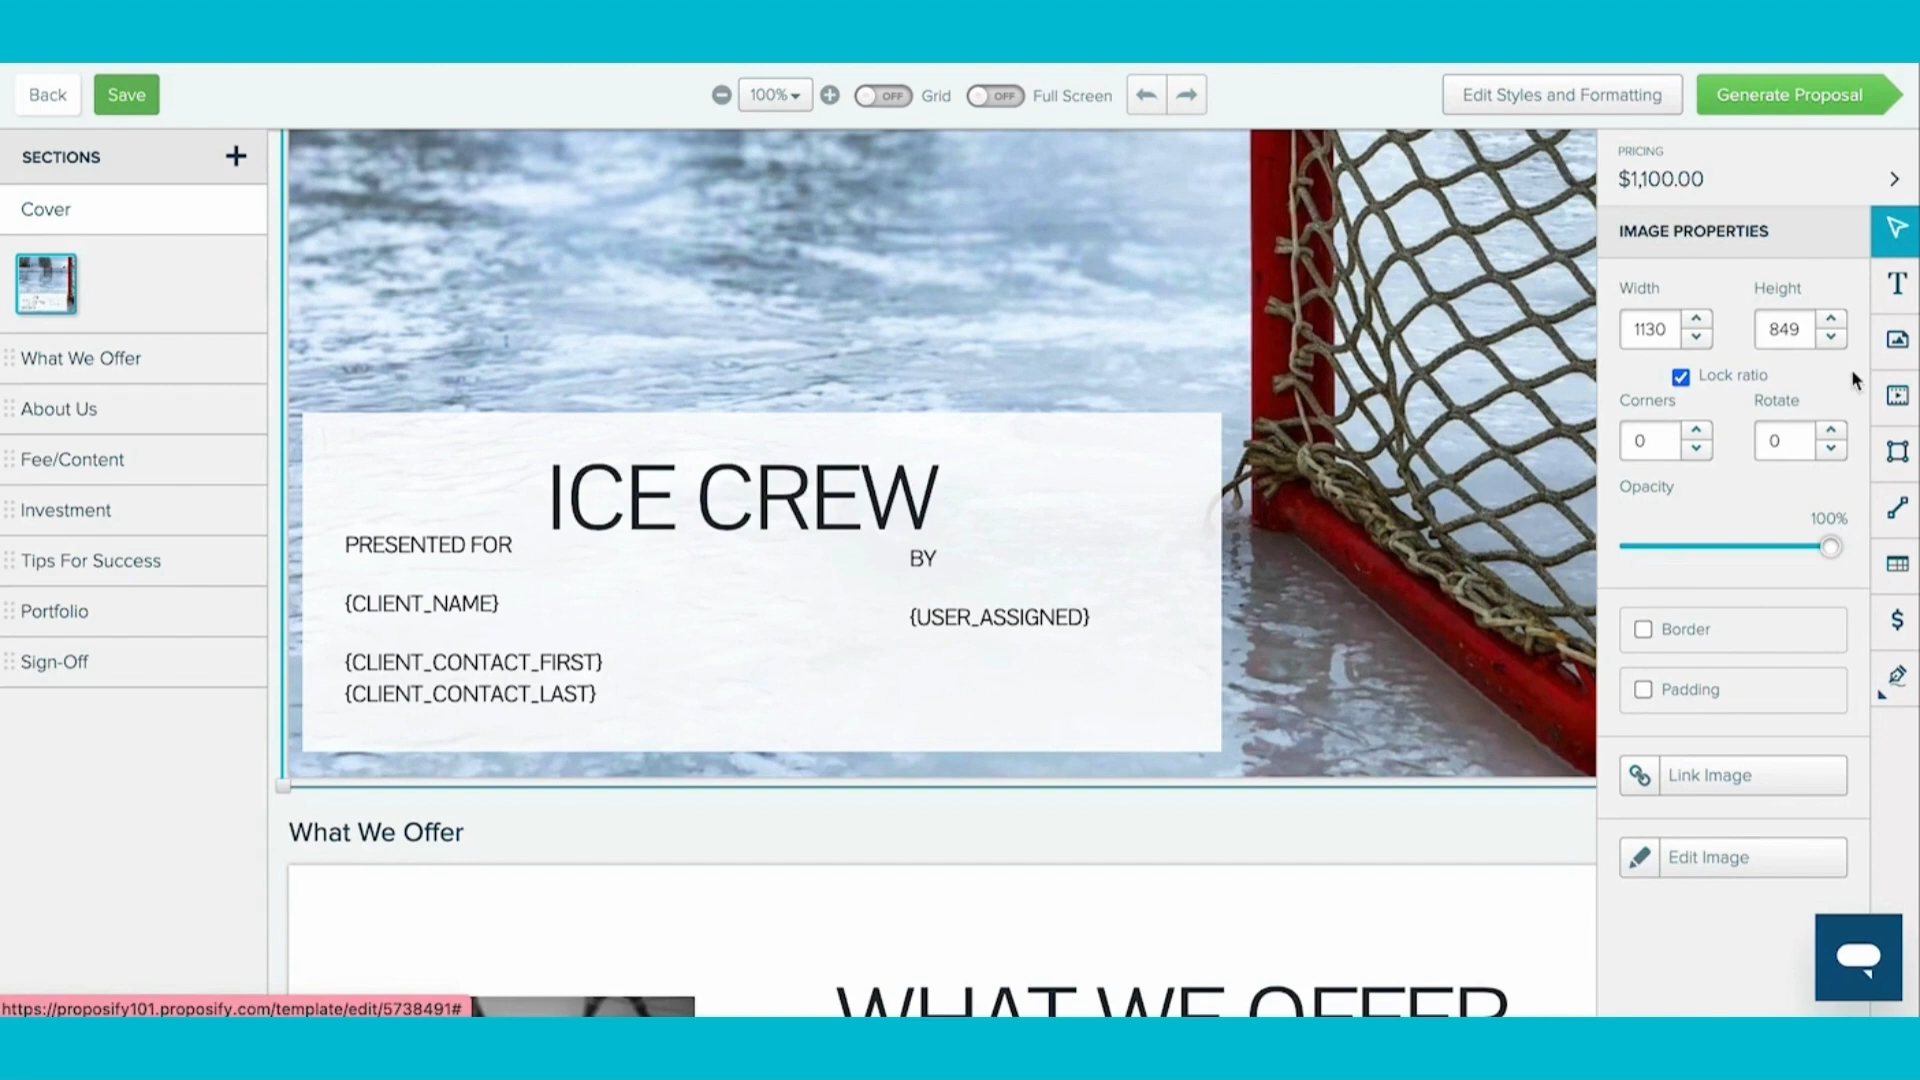 Back
Save
100%
OFF
Grid
OFF
Full Screen
Edit Styles and Formatting
Generate Proposal
SECTIONS
Cover
What We Offer
About Us
Fee/Content
Investment
Tips For Success
Portfolio
Sign-Off
ICE CREW
PRESENTED FOR
BY
{CLIENT_NAME}
{USER_ASSIGNED}
{CLIENT_CONTACT_FIRST}
{CLIENT_CONTACT_LAST}
What We Offer
WHAT WE OFFER
PRICING
$1,100.00
IMAGE PROPERTIES
Width
Height
1130
849
Lock ratio
Corners
Rotate
0
0
Opacity
100%
Border
Padding
Link Image
Edit Image
https://proposify101.proposify.com/template/edit/5738491#